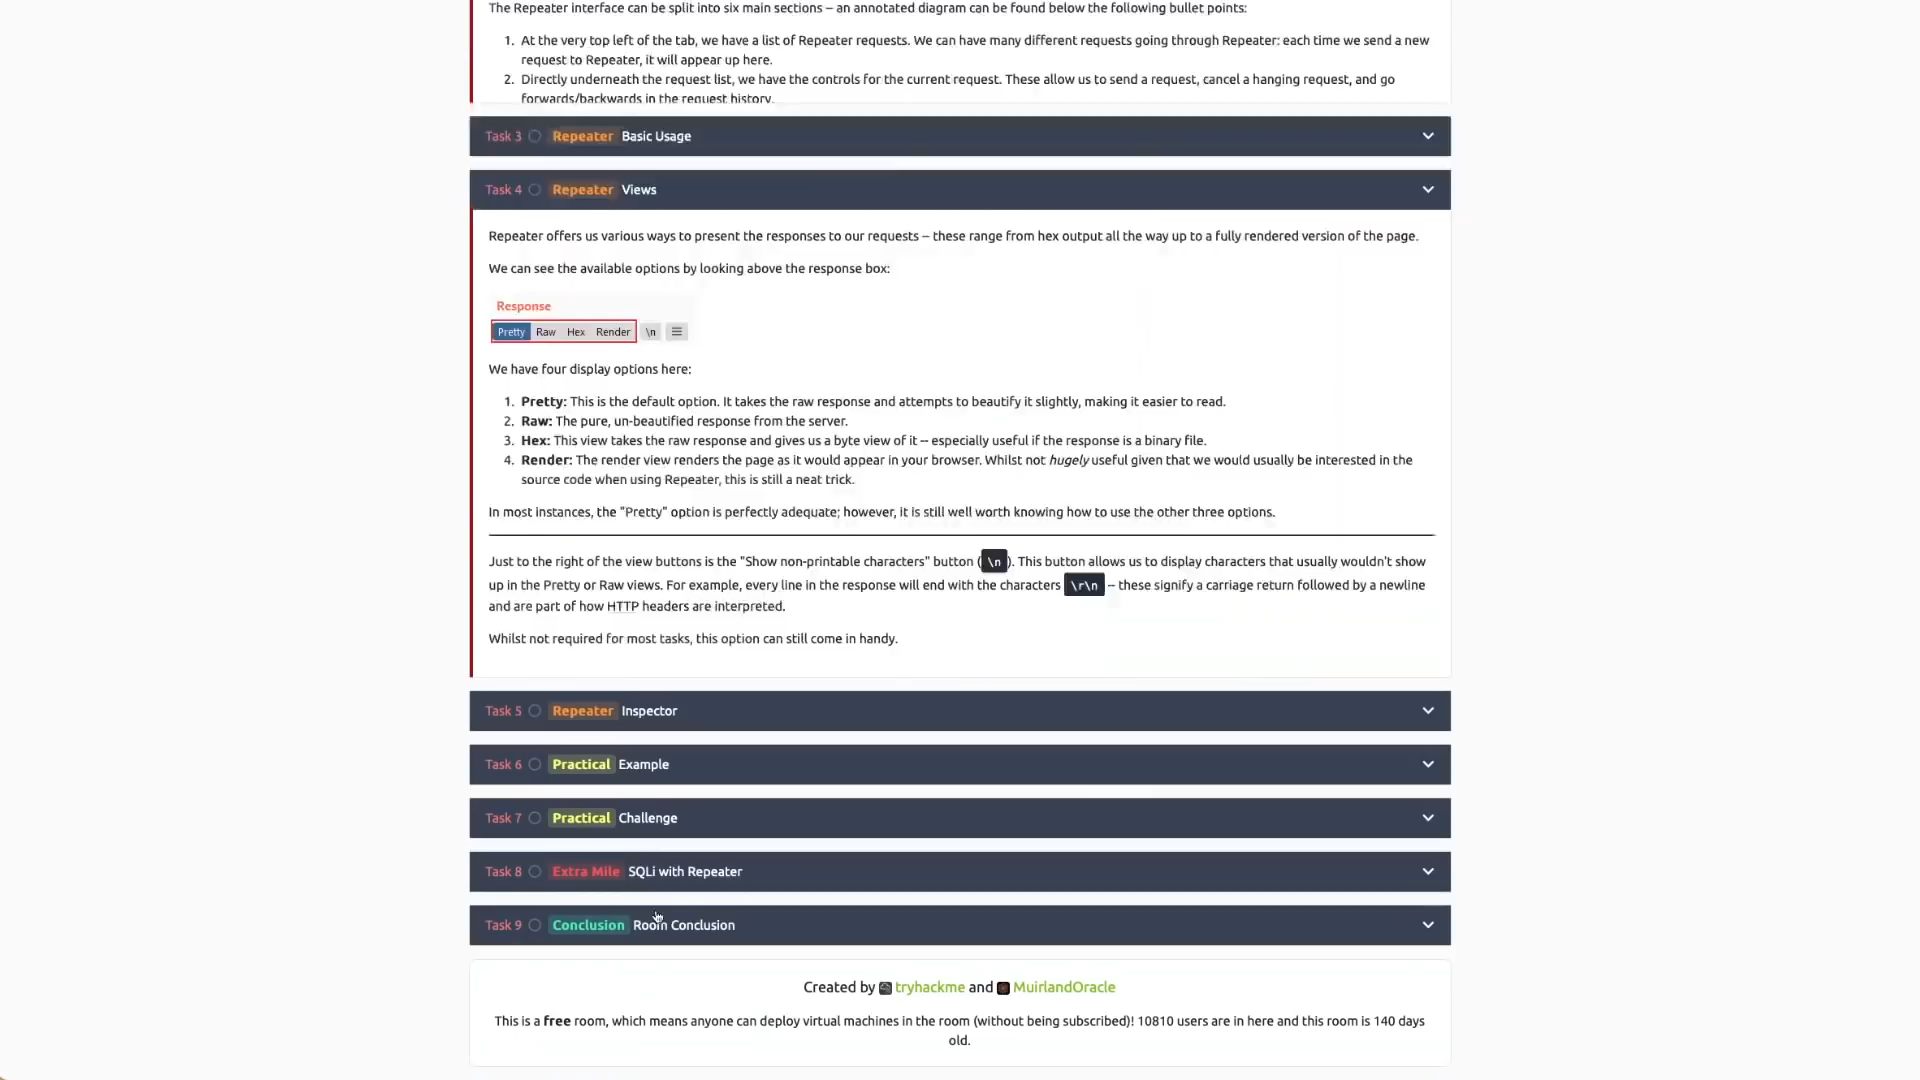 The Repeater interface can be split into six main sections – an annotated diagram can be found below the following bullet points:
1. At the very top left of the tab, we have a list of Repeater requests. We can have many different requests going through Repeater: each time we send a new
request to Repeater, it will appear up here.
2. Directly underneath the request list, we have the controls for the current request. These allow us to send a request, cancel a hanging request, and go
forwards/backwards in the request history.
Task 3 Repeater Basic Usage
Task 4 Repeater Views
Repeater offers us various ways to present the responses to our requests – these range from hex output all the way up to a fully rendered version of the page.
We can see the available options by looking above the response box:
Response
Pretty Raw Hex Render \n ≡
We have four display options here:
1. Pretty: This is the default option. It takes the raw response and attempts to beautify it slightly, making it easier to read.
2. Raw: The pure, un-beautified response from the server.
3. Hex: This view takes the raw response and gives us a byte view of it -- especially useful if the response is a binary file.
4. Render: The render view renders the page as it would appear in your browser. Whilst not hugely useful given that we would usually be interested in the
source code when using Repeater, this is still a neat trick.
In most instances, the "Pretty" option is perfectly adequate; however, it is still well worth knowing how to use the other three options.
Just to the right of the view buttons is the "Show non-printable characters" button (\n). This button allows us to display characters that usually wouldn't show
up in the Pretty or Raw views. For example, every line in the response will end with the characters \r\n -- these signify a carriage return followed by a newline
and are part of how HTTP headers are interpreted.
Whilst not required for most tasks, this option can still come in handy.
Task 5 Repeater Inspector
Task 6 Practical Example
Task 7 Practical Challenge
Task 8 Extra Mile SQLi with Repeater
Task 9 Conclusion Room Conclusion
Created by tryhackme and MuirlandOracle
This is a free room, which means anyone can deploy virtual machines in the room (without being subscribed)! 10810 users are in here and this room is 140 days
old.